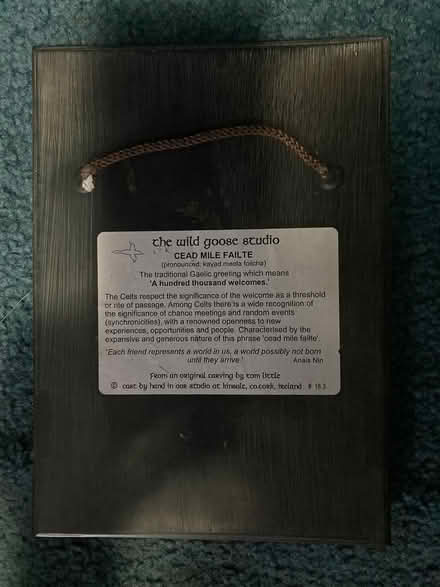 the wild goose studio
CEAD MILE FAILTE
(pronounced: kayad meela foilcha)
The traditional Gaelic greeting which means
'A hundred thousand welcomes.'
The Celts respect the significance of the welcome as a threshold
or rite of passage. Among Celts there is a wide recognition of
the significance of chance meetings and random events
(synchronicities), with a renowned openness to new
experiences, opportunities and people. Characterised by the
expansive and generous nature of this phrase 'cead mile failte'.
'Each friend represents a world in us, a world possibly not born
until they arrive.' Anais Nin
From an original carving by tom little
© cast by hand in our studio at kinsale, co.cork, ireland. # 18.3